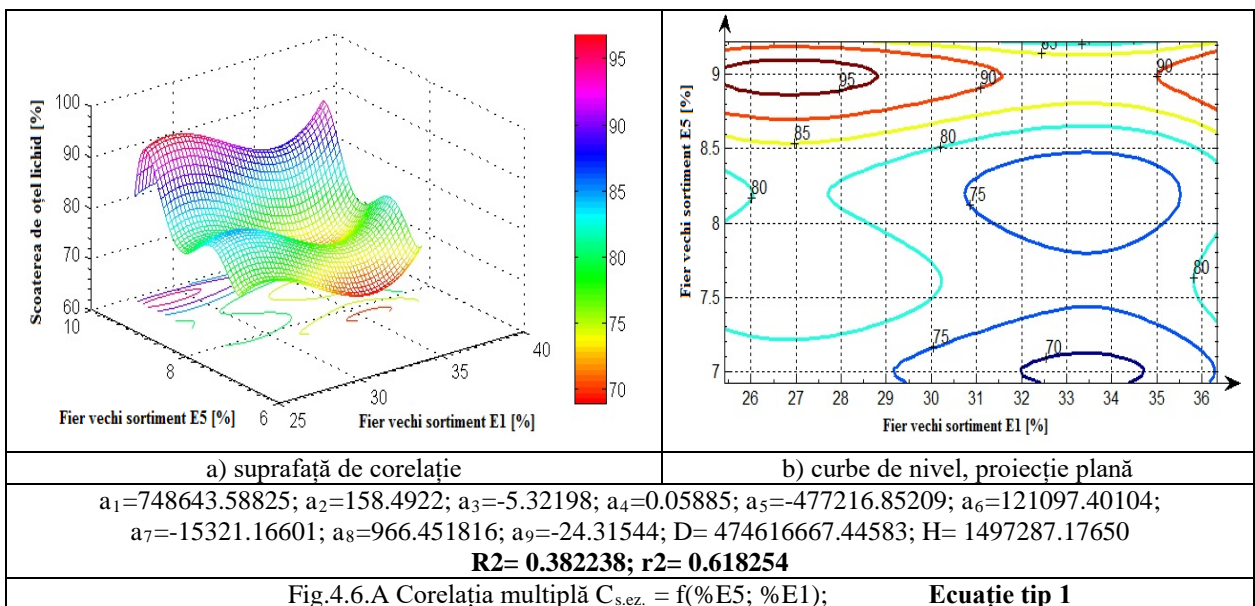 Scoaterea de oțel lichid [%]
100
90
80
70
60
10
8
6
25
30
35
40
Fier vechi sortiment E5 [%]
Fier vechi sortiment E1 [%]
95
90
85
80
75
70
Fier vechi sortiment E5 [%]
9
8.5
8
7.5
7
85
95
90
90
85
80
80
75
80
75
70
26 27 28 29 30 31 32 33 34 35 36
Fier vechi sortiment E1 [%]
a) suprafață de corelație
b) curbe de nivel, proiecție plană
a₁=748643.58825; a₂=158.4922; a₃=-5.32198; a₄=0.05885; a₅=-477216.85209; a₆=121097.40104;
a₇=-15321.16601; a₈=966.451816; a₉=-24.31544; D= 474616667.44583; H= 1497287.17650
R2= 0.382238; r2= 0.618254
Fig.4.6.A Corelația multiplă Cs.ez. = f(%E5; %E1); Ecuație tip 1